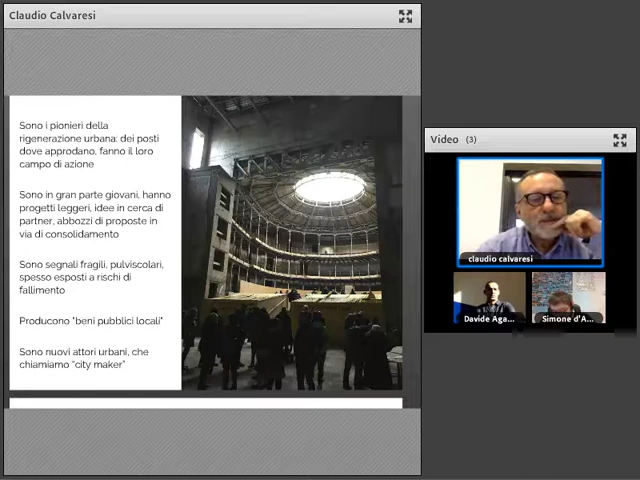 Claudio Calvaresi
Sono i pionieri della
rigenerazione urbana: dei posti
dove approdano, fanno il loro
campo di azione
Sono in gran parte giovani, hanno
progetti leggeri, idee in cerca di
partner, abbozzi di proposte in
via di consolidamento
Sono segnali fragili, pulviscolari,
spesso esposti a rischi di
fallimento
Producono "beni pubblici locali"
Sono nuovi attori urbani, che
chiamiamo "city maker"
Video (3)
claudio calvaresi
Davide Aga...
Simone d'A...